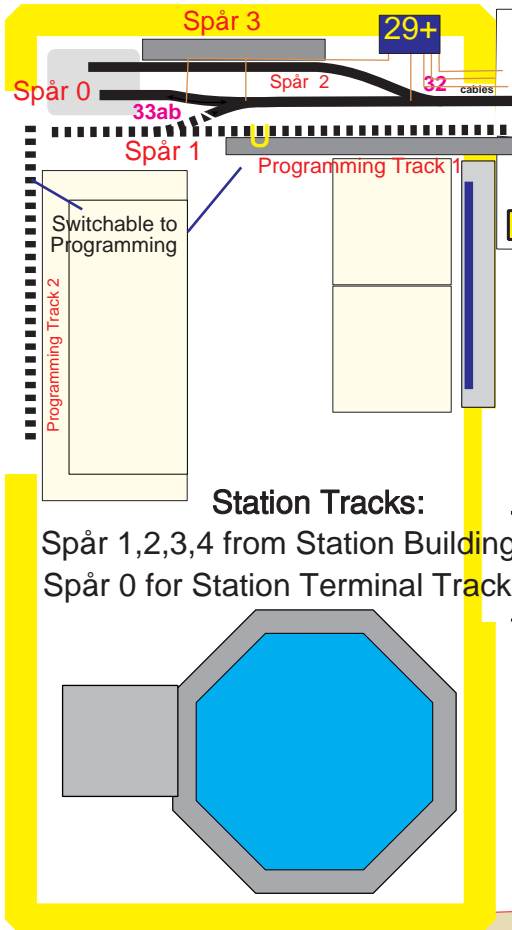 Spår 3
29+
Spår 0
Spår 2
32
cabies
33ab
Spår 1
U
Programming Track 1
Switchable to
Programming
Programming Track 2
Station Tracks:
Spår 1,2,3,4 from Station Building
Spår 0 for Station Terminal Track